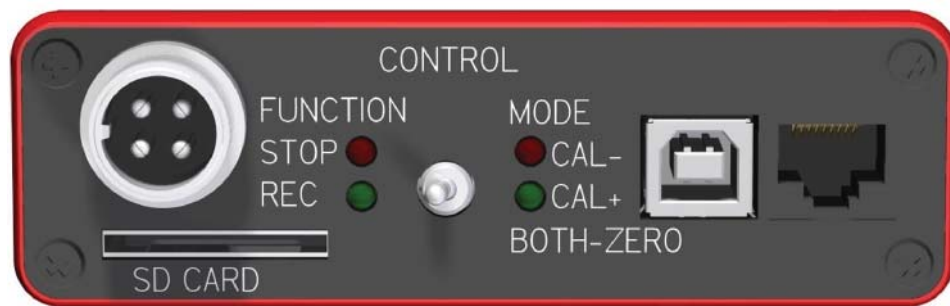 CONTROL
FUNCTION
STOP
REC
MODE
CAL-
CAL+
BOTH-ZERO
SD CARD